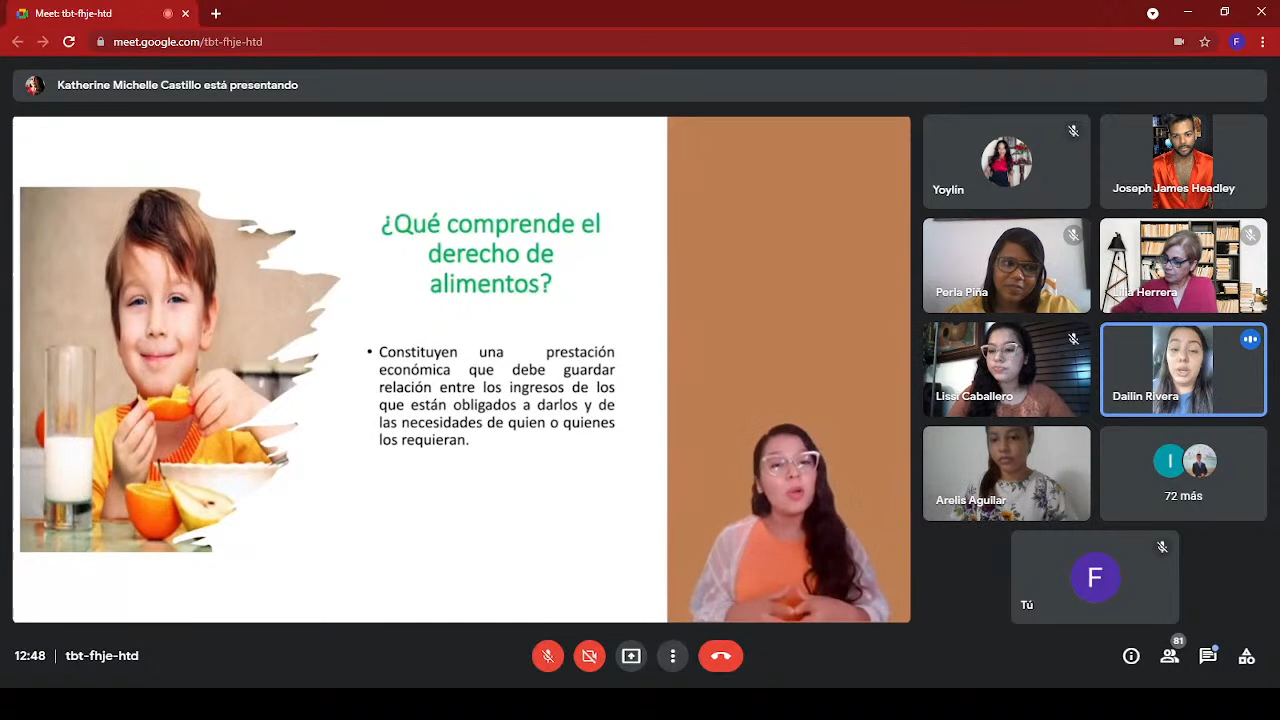 Meet: tbt-fhje-htd
meet.google.com/tbt-fhje-htd
F
Katherine Michelle Castillo está presentando
¿Qué comprende el
derecho de
alimentos?
• Constituyen una prestación
económica que debe guardar
relación entre los ingresos de los
que están obligados a darlos y de
las necesidades de quien o quienes
los requieran.
Yoylín
Joseph James Headley
Perla Piña
Lilia Herrera
Lissi Caballero
Dailin Rivera
Arelis Aguilar
I
72 más
F
Tú
12:48 | tbt-fhje-htd
81